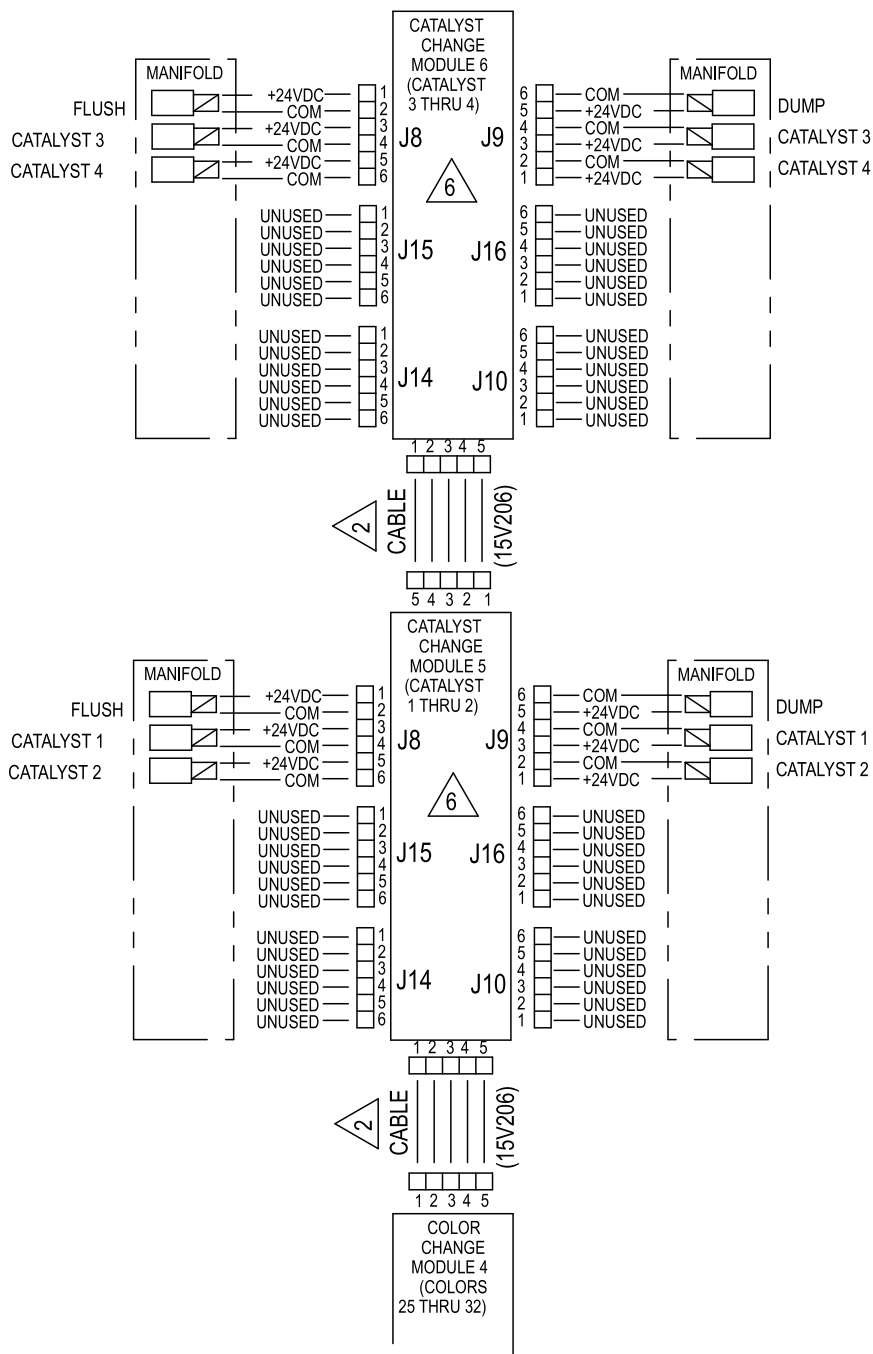 CATALYST
CHANGE
MODULE 6
(CATALYST
3 THRU 4)
MANIFOLD
FLUSH
CATALYST 3
CATALYST 4
+24VDC 1
COM 2
+24VDC 3
COM 4
+24VDC 5
COM 6
J8 J9
6
6 COM
5 +24VDC
4 COM
3 +24VDC
2 COM
1 +24VDC
MANIFOLD
DUMP
CATALYST 3
CATALYST 4
UNUSED 1
UNUSED 2
UNUSED 3
UNUSED 4
UNUSED 5
UNUSED 6
J15 J16
6 UNUSED
5 UNUSED
4 UNUSED
3 UNUSED
2 UNUSED
1 UNUSED
UNUSED 1
UNUSED 2
UNUSED 3
UNUSED 4
UNUSED 5
UNUSED 6
J14 J10
6 UNUSED
5 UNUSED
4 UNUSED
3 UNUSED
2 UNUSED
1 UNUSED
1 2 3 4 5
2
CABLE
(15V206)
5 4 3 2 1
CATALYST
CHANGE
MODULE 5
(CATALYST
1 THRU 2)
MANIFOLD
FLUSH
CATALYST 1
CATALYST 2
+24VDC 1
COM 2
+24VDC 3
COM 4
+24VDC 5
COM 6
J8 J9
6
6 COM
5 +24VDC
4 COM
3 +24VDC
2 COM
1 +24VDC
MANIFOLD
DUMP
CATALYST 1
CATALYST 2
UNUSED 1
UNUSED 2
UNUSED 3
UNUSED 4
UNUSED 5
UNUSED 6
J15 J16
6 UNUSED
5 UNUSED
4 UNUSED
3 UNUSED
2 UNUSED
1 UNUSED
UNUSED 1
UNUSED 2
UNUSED 3
UNUSED 4
UNUSED 5
UNUSED 6
J14 J10
6 UNUSED
5 UNUSED
4 UNUSED
3 UNUSED
2 UNUSED
1 UNUSED
1 2 3 4 5
2
CABLE
(15V206)
1 2 3 4 5
COLOR
CHANGE
MODULE 4
(COLORS
25 THRU 32)